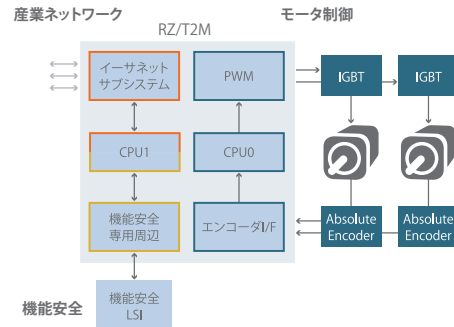 産業ネットワーク
モータ制御
RZ/T2M
イーサネット
サブシステム
PWM
IGBT
IGBT
CPU1
CPU0
機能安全
専用周辺
エンコーダI/F
Absolute
Encoder
Absolute
Encoder
機能安全
機能安全
LSI